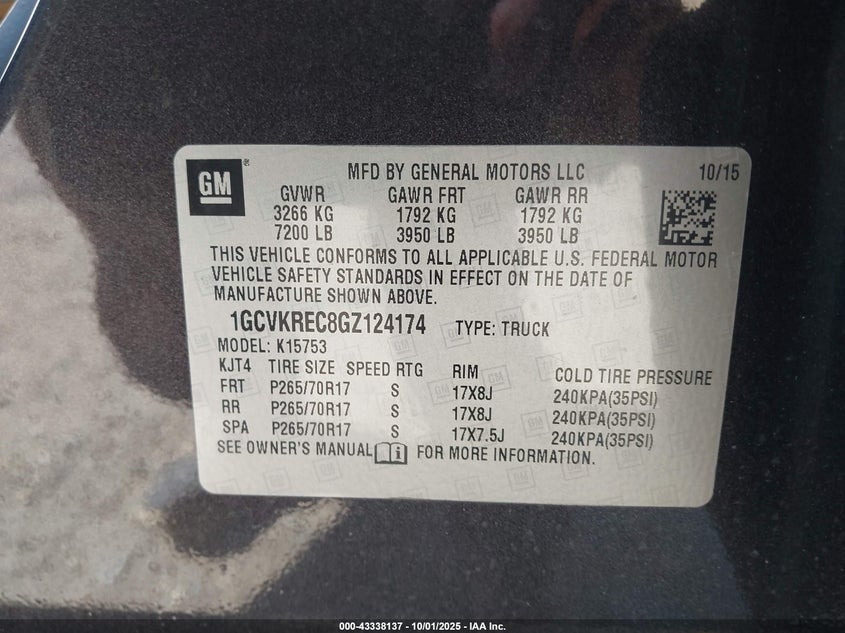 GM ®
MFD BY GENERAL MOTORS LLC 10/15
GVWR GAWR FRT GAWR RR
3266 KG 1792 KG 1792 KG
7200 LB 3950 LB 3950 LB
THIS VEHICLE CONFORMS TO ALL APPLICABLE U.S. FEDERAL MOTOR
VEHICLE SAFETY STANDARDS IN EFFECT ON THE DATE OF
MANUFACTURE SHOWN ABOVE.
1GCVKREC8GZ124174 TYPE: TRUCK
MODEL: K15753
KJT4 TIRE SIZE SPEED RTG RIM COLD TIRE PRESSURE
FRT P265/70R17 S 17X8J 240KPA(35PSI)
RR P265/70R17 S 17X8J 240KPA(35PSI)
SPA P265/70R17 S 17X7.5J 240KPA(35PSI)
SEE OWNER'S MANUAL i FOR MORE INFORMATION.
000-43338137 - 10/01/2025 - IAA Inc.